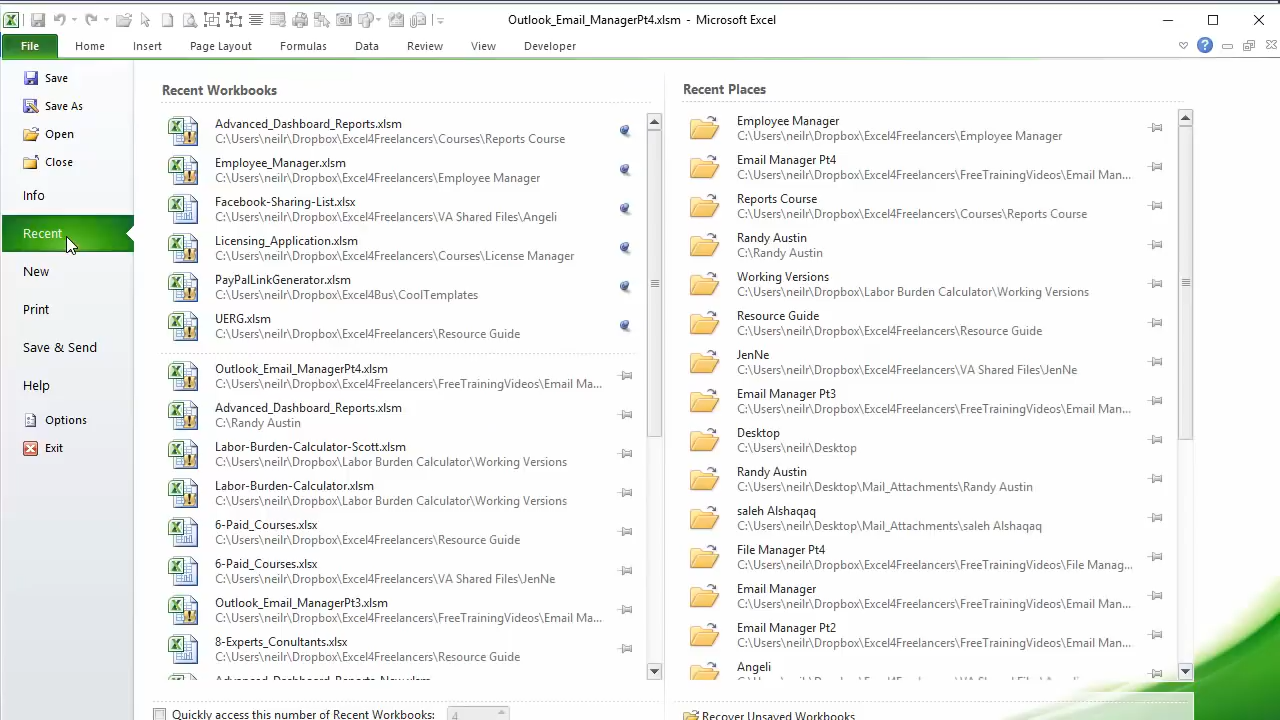 Outlook_Email_ManagerPt4.xlsm - Microsoft Excel
File Home Insert Page Layout Formulas Data Review View Developer
Save
Save As
Open
Close
Info
Recent
New
Print
Save & Send
Help
Options
Exit
Recent Workbooks
Advanced_Dashboard_Reports.xlsm
C:\Users\neilr\Dropbox\Excel4Freelancers\Courses\Reports Course
Employee_Manager.xlsm
C:\Users\neilr\Dropbox\Excel4Freelancers\Employee Manager
Facebook-Sharing-List.xlsx
C:\Users\neilr\Dropbox\Excel4Freelancers\VA Shared Files\Angeli
Licensing_Application.xlsm
C:\Users\neilr\Dropbox\Excel4Freelancers\Courses\License Manager
PayPalLinkGenerator.xlsm
C:\Users\neilr\Dropbox\Excel4Bus\CoolTemplates
UERG.xlsm
C:\Users\neilr\Dropbox\Excel4Freelancers\Resource Guide
Outlook_Email_ManagerPt4.xlsm
C:\Users\neilr\Dropbox\Excel4Freelancers\FreeTrainingVideos\Email Ma...
Advanced_Dashboard_Reports.xlsm
C:\Randy Austin
Labor-Burden-Calculator-Scott.xlsm
C:\Users\neilr\Dropbox\Labor Burden Calculator\Working Versions
Labor-Burden-Calculator.xlsm
C:\Users\neilr\Dropbox\Labor Burden Calculator\Working Versions
6-Paid_Courses.xlsx
C:\Users\neilr\Dropbox\Excel4Freelancers\Resource Guide
6-Paid_Courses.xlsx
C:\Users\neilr\Dropbox\Excel4Freelancers\VA Shared Files\JenNe
Outlook_Email_ManagerPt3.xlsm
C:\Users\neilr\Dropbox\Excel4Freelancers\FreeTrainingVideos\Email Ma...
8-Experts_Conultants.xlsx
C:\Users\neilr\Dropbox\Excel4Freelancers\Resource Guide
Advanced_Dashboard_Reports_New.xlsm
Quickly access this number of Recent Workbooks: 4
Recent Places
Employee Manager
C:\Users\neilr\Dropbox\Excel4Freelancers\Employee Manager
Email Manager Pt4
C:\Users\neilr\Dropbox\Excel4Freelancers\FreeTrainingVideos\Email Man...
Reports Course
C:\Users\neilr\Dropbox\Excel4Freelancers\Courses\Reports Course
Randy Austin
C:\Randy Austin
Working Versions
C:\Users\neilr\Dropbox\Labor Burden Calculator\Working Versions
Resource Guide
C:\Users\neilr\Dropbox\Excel4Freelancers\Resource Guide
JenNe
C:\Users\neilr\Dropbox\Excel4Freelancers\VA Shared Files\JenNe
Email Manager Pt3
C:\Users\neilr\Dropbox\Excel4Freelancers\FreeTrainingVideos\Email Man...
Desktop
C:\Users\neilr\Desktop
Randy Austin
C:\Users\neilr\Desktop\Mail_Attachments\Randy Austin
saleh Alshaqaq
C:\Users\neilr\Desktop\Mail_Attachments\saleh Alshaqaq
File Manager Pt4
C:\Users\neilr\Dropbox\Excel4Freelancers\FreeTrainingVideos\File Manag...
Email Manager
C:\Users\neilr\Dropbox\Excel4Freelancers\FreeTrainingVideos\Email Man...
Email Manager Pt2
C:\Users\neilr\Dropbox\Excel4Freelancers\FreeTrainingVideos\Email Man...
Angeli
Recover Unsaved Workbooks